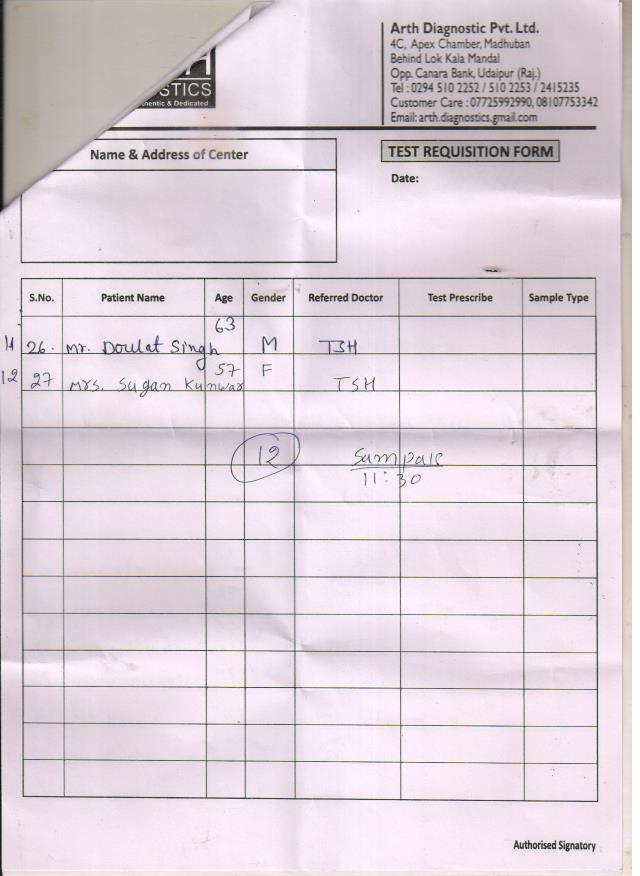 Arth Diagnostic Pvt. Ltd.
4C, Apex Chamber, Madhuban
Behind Lok Kala Mandal
Opp. Canara Bank, Udaipur (Raj.)
Tel : 0294 510 2252 / 510 2253 / 2415235
Customer Care : 07725992990, 08107753342
Email: arth.diagnostics.gmail.com
STICS
thentic & Dedicated
Name & Address of Center
TEST REQUISITION FORM
Date:
S.No. Patient Name Age Gender Referred Doctor Test Prescribe Sample Type
11 26. Mr. Doulat Singh 63 M TSH
12 27 Mrs. Sugan Kunwar 57 F TSH
12 Sampale
11:30
Authorised Signatory